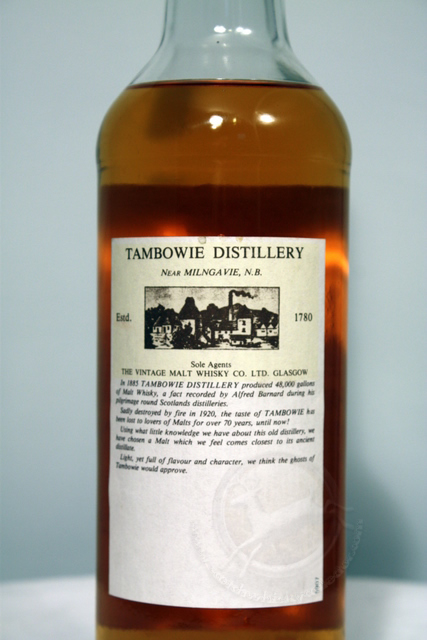 TAMBOWIE DISTILLERY
NEAR MILNGAVIE, N.B.
Estd. 1780
Sole Agents
THE VINTAGE MALT WHISKY CO. LTD. GLASGOW
In 1885 TAMBOWIE DISTILLERY produced 48,000 gallons
of Malt Whisky, a fact recorded by Alfred Barnard during his
pilgrimage round Scotlands distilleries.
Sadly destroyed by fire in 1920, the taste of TAMBOWIE has
been lost to lovers of Malts for over 70 years, until now!
Using what little knowledge we have about this old distillery, we
have chosen a Malt which we feel comes closest to its ancient
distillate.
Light, yet full of flavour and character, we think the ghosts of
Tambowie would approve.